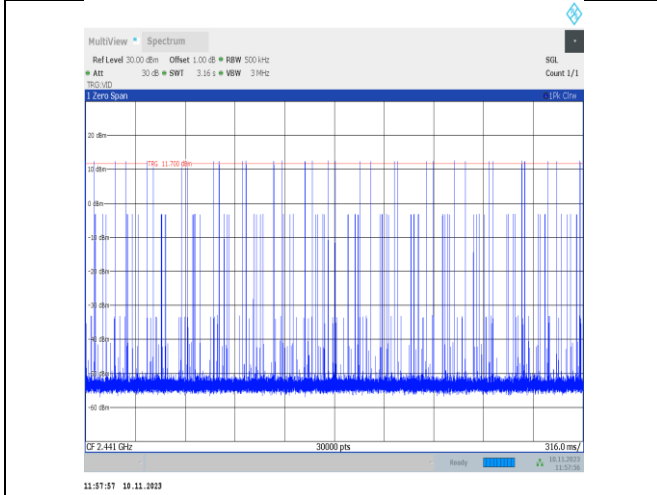 MultiView Spectrum
Ref Level 30.00 dBm Offset 1.00 dB RBW 500 kHz SGL
Att 30 dB SWT 3.16 s VBW 3 MHz Count 1/1
TRG:VID
1 Zero Span 1Pk Clrw
20 dBm
TRG 11.700 dBm
10 dBm
0 dBm
-10 dBm
-20 dBm
-30 dBm
-40 dBm
-60 dBm
CF 2.441 GHz 30000 pts 316.0 ms/
Ready 10.11.2023
11:57:56
11:57:57 10.11.2023